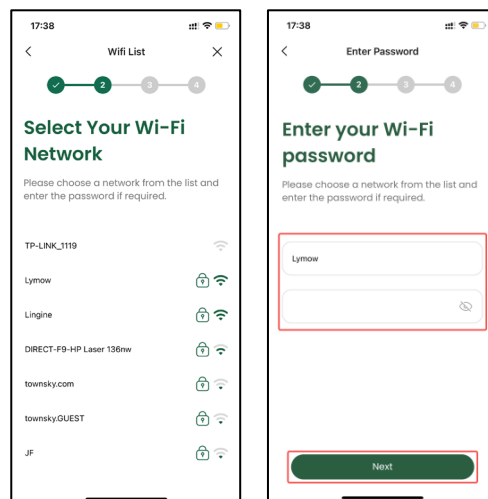 17:38
Wifi List
2
3
4
Select Your Wi-Fi
Network
Please choose a network from the list and
enter the password if required.
TP-LINK_1119
Lymow
Lingine
DIRECT-F9-HP Laser 136nw
townsky.com
townsky.GUEST
JF
17:38
Enter Password
2
3
4
Enter your Wi-Fi
password
Please choose a network from the list and
enter the password if required.
Lymow
Next